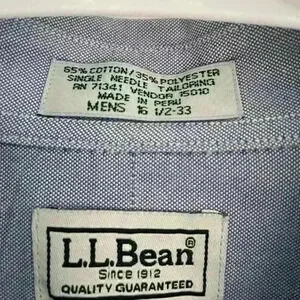 65% COTTON/35% POLYESTER
SINGLE NEEDLE TAILORING
RN 71341 VENDOR 15010
MADE IN PERU
MENS 16 1/2-33
L.L.Bean®
Since 1912
QUALITY GUARANTEED